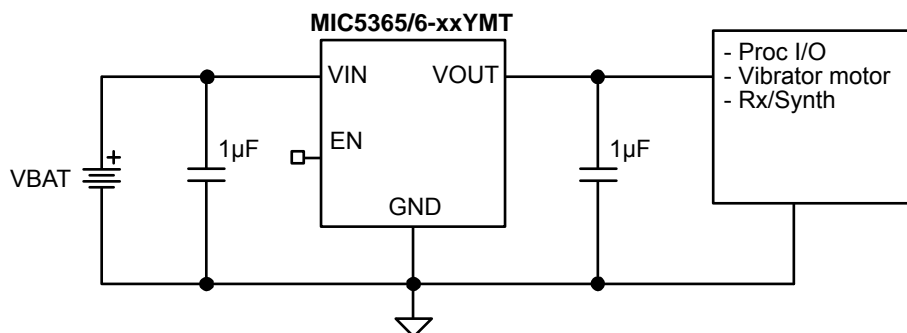 MIC5365/6-xxYMT
VIN
VOUT
EN
GND
VBAT
+
1µF
1µF
- Proc I/O
- Vibrator motor
- Rx/Synth